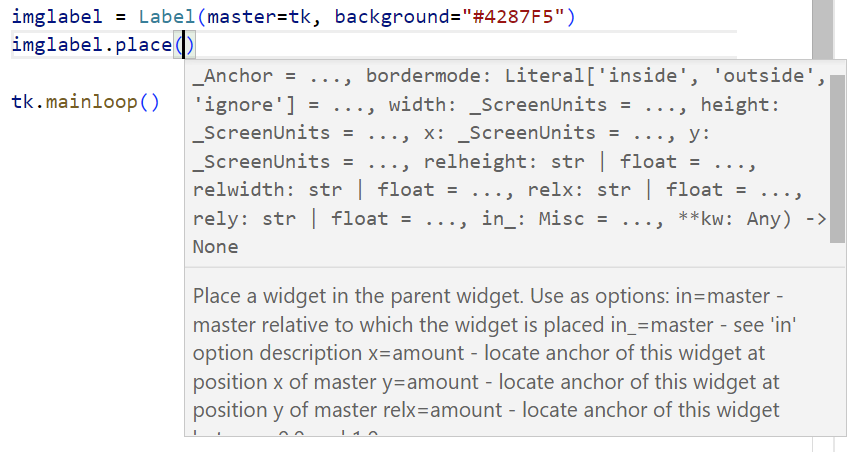 imglabel = Label(master=tk, background="#4287F5")
imglabel.place()
_Anchor = ..., bordermode: Literal['inside', 'outside',
'ignore'] = ..., width: _ScreenUnits = ..., height:
_ScreenUnits = ..., x: _ScreenUnits = ..., y:
_ScreenUnits = ..., relheight: str | float = ...,
relwidth: str | float = ..., relx: str | float = ...,
rely: str | float = ..., in_: Misc = ..., **kw: Any) ->
None
Place a widget in the parent widget. Use as options: in=master -
master relative to which the widget is placed in_=master - see 'in'
option description x=amount - locate anchor of this widget at
position x of master y=amount - locate anchor of this widget at
position y of master relx=amount - locate anchor of this widget
tk.mainloop()